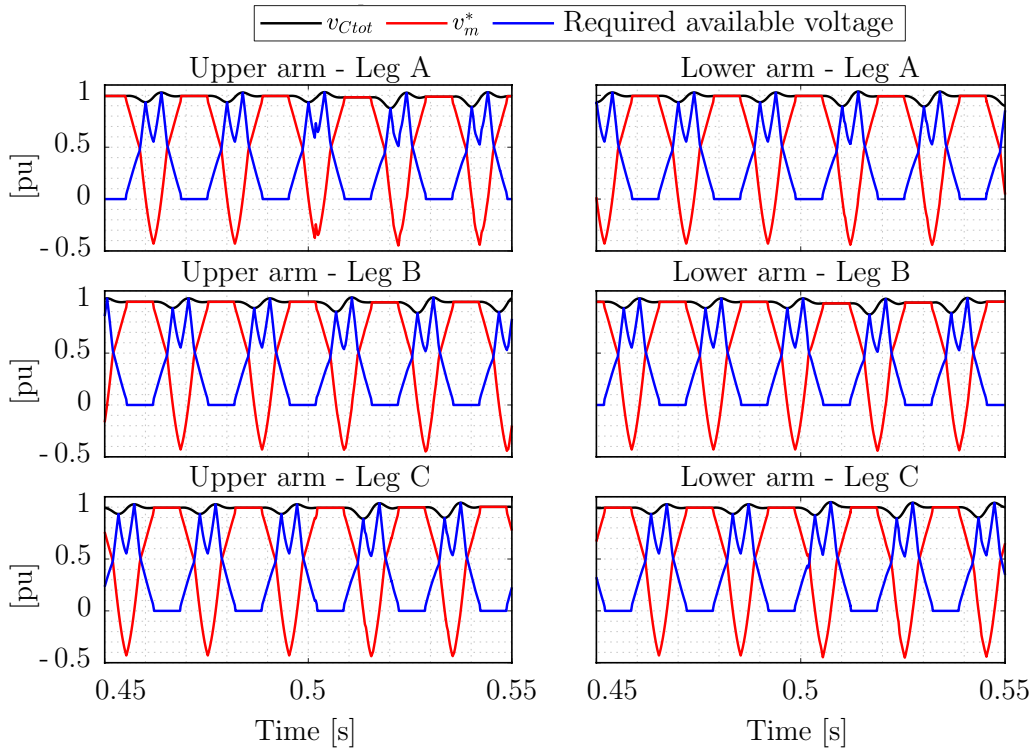 v_{Ctot} v_m^* Required available voltage
Upper arm - Leg A
Lower arm - Leg A
1
0.5
0
-0.5
[pu]
Upper arm - Leg B
Lower arm - Leg B
1
0.5
0
-0.5
[pu]
Upper arm - Leg C
Lower arm - Leg C
1
0.5
0
-0.5
[pu]
0.45 0.5 0.55
0.45 0.5 0.55
Time [s]
Time [s]